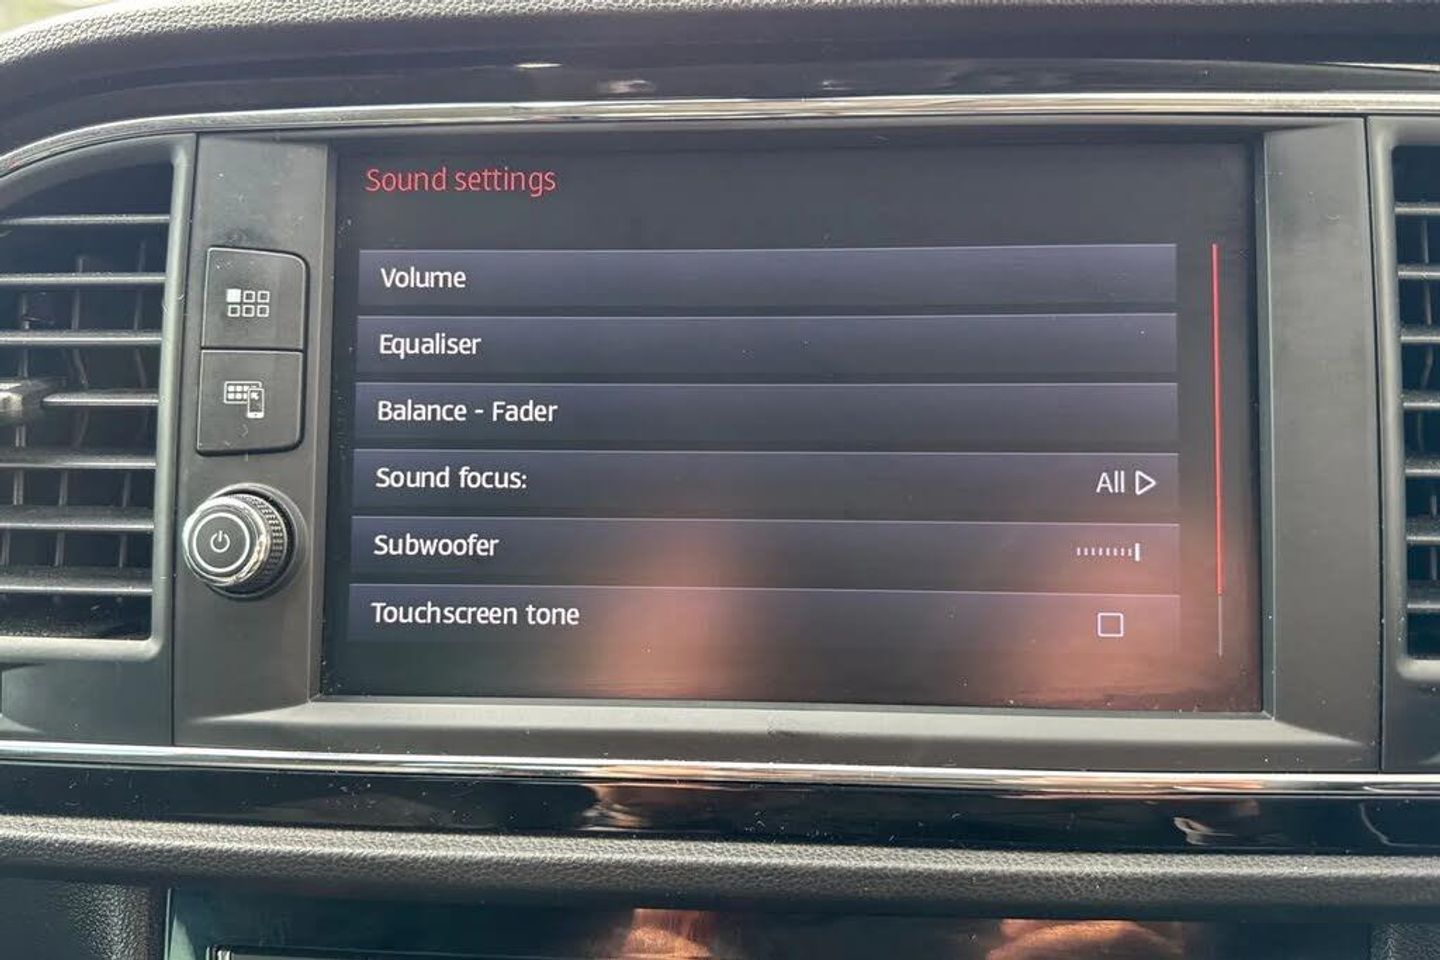 Sound settings
Volume
Equaliser
Balance - Fader
Sound focus: All
Subwoofer
Touchscreen tone